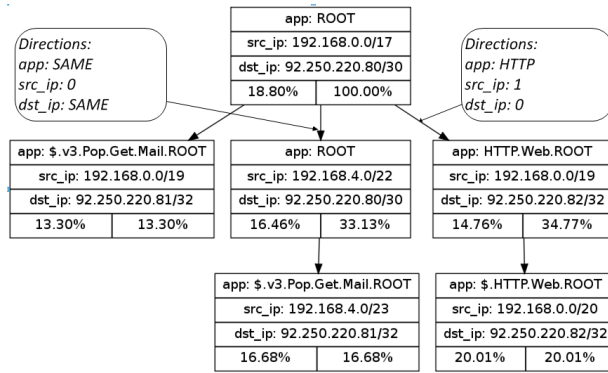 app: ROOT
src_ip: 192.168.0.0/17
dst_ip: 92.250.220.80/30
18.80% 100.00%
Directions:
app: SAME
src_ip: 0
dst_ip: SAME
Directions:
app: HTTP
src_ip: 1
dst_ip: 0
app: $.v3.Pop.Get.Mail.ROOT
src_ip: 192.168.0.0/19
dst_ip: 92.250.220.81/32
13.30% 13.30%
app: ROOT
src_ip: 192.168.4.0/22
dst_ip: 92.250.220.80/30
16.46% 33.13%
app: HTTP.Web.ROOT
src_ip: 192.168.0.0/19
dst_ip: 92.250.220.82/32
14.76% 34.77%
app: $.v3.Pop.Get.Mail.ROOT
src_ip: 192.168.4.0/23
dst_ip: 92.250.220.81/32
16.68% 16.68%
app: $.HTTP.Web.ROOT
src_ip: 192.168.0.0/20
dst_ip: 92.250.220.82/32
20.01% 20.01%